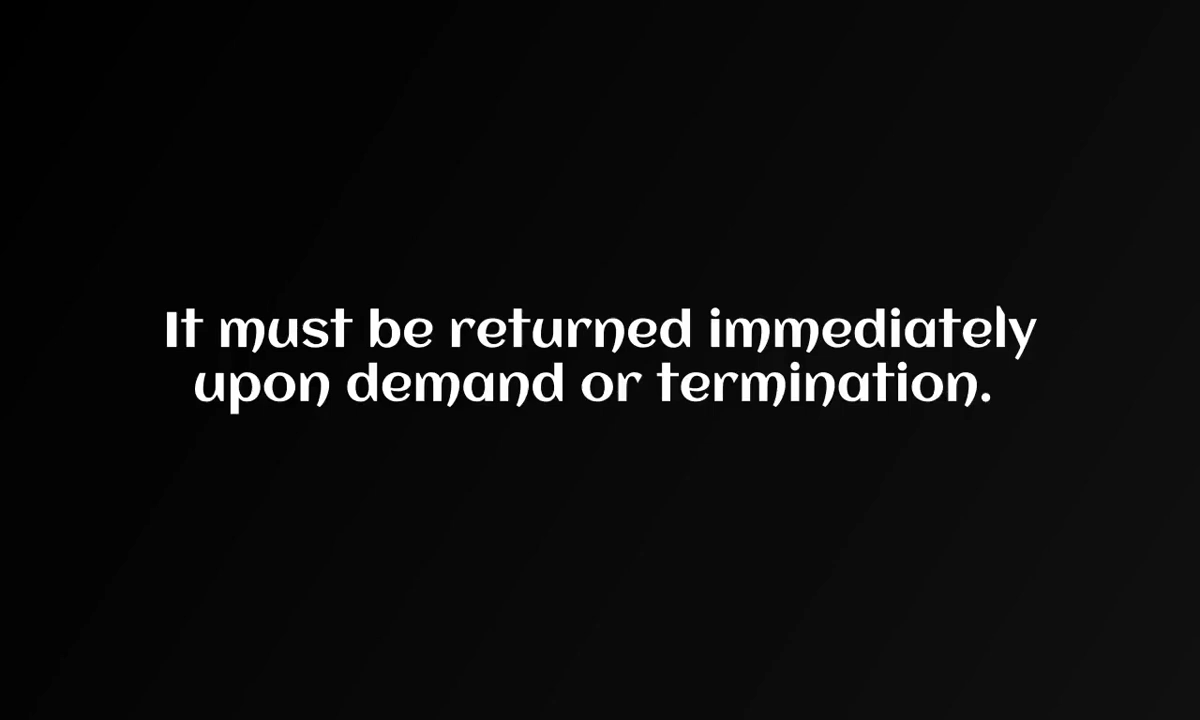 It must be returned immediately
upon demand or termination.